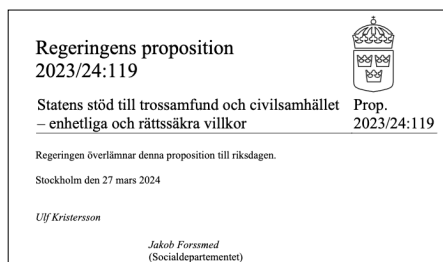 Regeringens proposition
2023/24:119
Statens stöd till trossamfund och civilsamhället
– enhetliga och rättssäkra villkor
Prop.
2023/24:119
Regeringen överlämnar denna proposition till riksdagen.
Stockholm den 27 mars 2024
Ulf Kristersson
Jakob Forssmed
(Socialdepartementet)